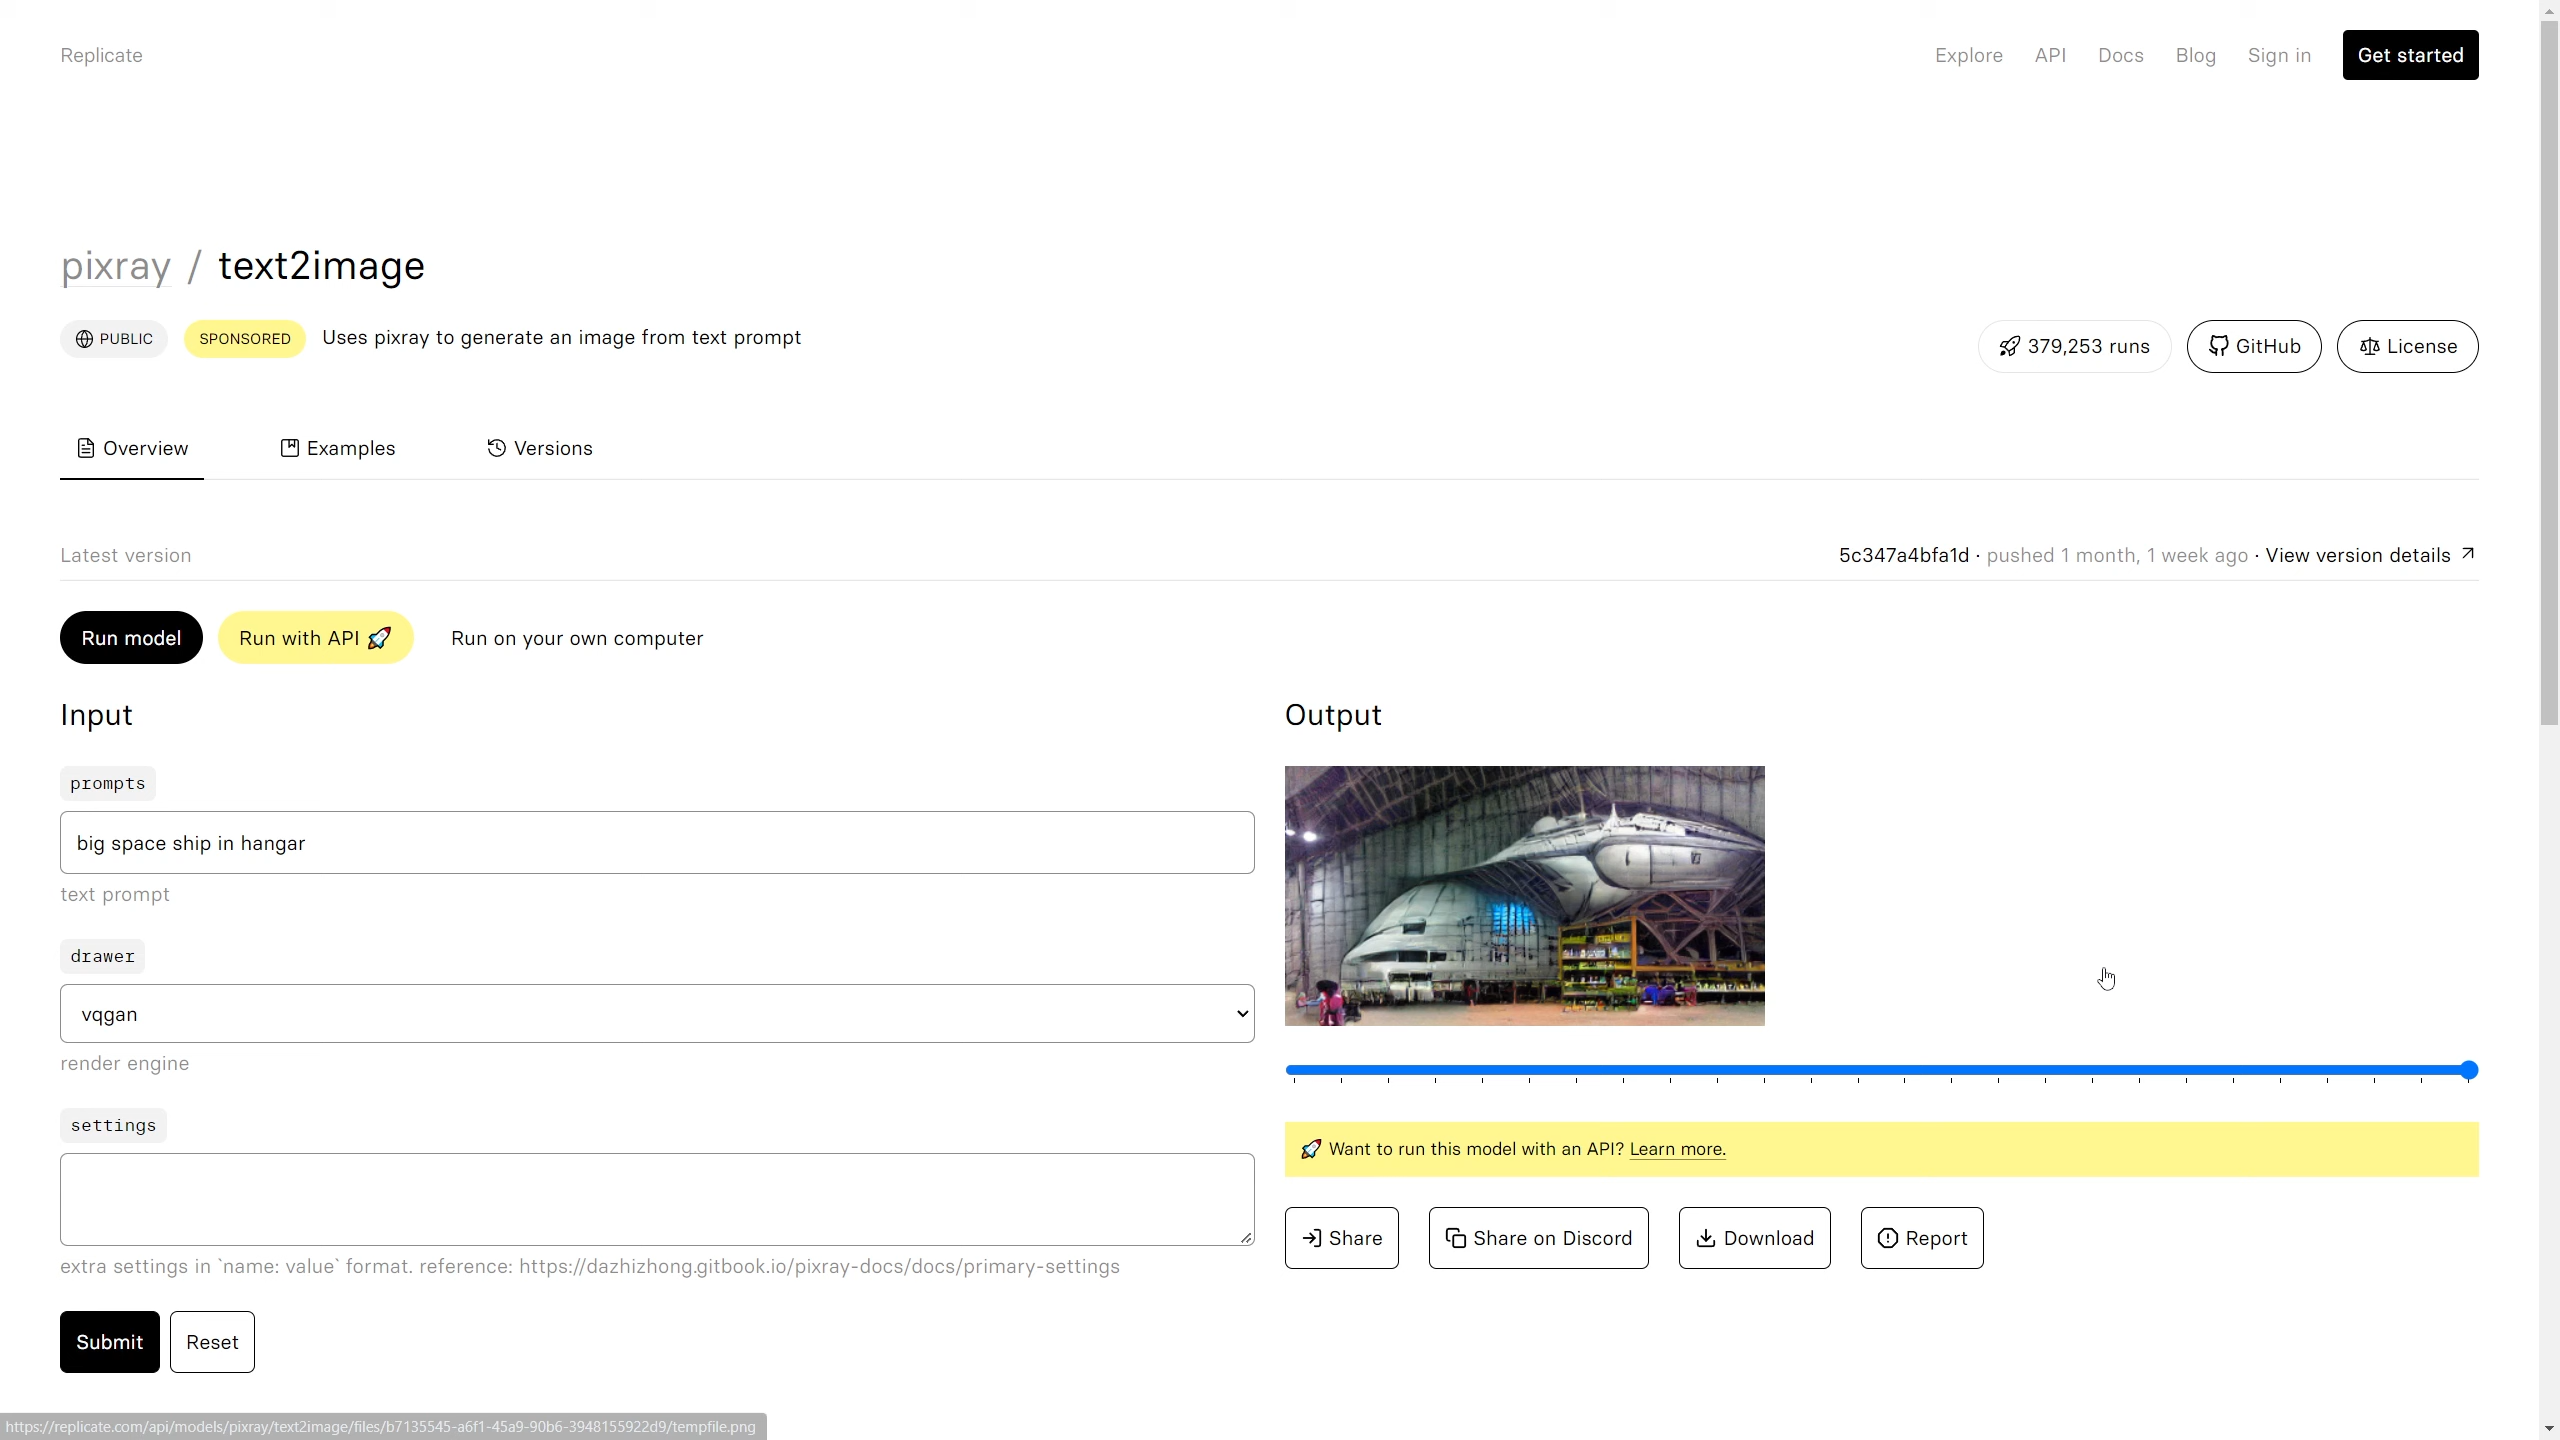 Replicate
Explore
API
Docs
Blog
Sign in
Get started
pixray / text2image
PUBLIC
SPONSORED
Uses pixray to generate an image from text prompt
379,253 runs
GitHub
License
Overview
Examples
Versions
Latest version
5c347a4bfa1d · pushed 1 month, 1 week ago · View version details
Run model
Run with API 🚀
Run on your own computer
Input
prompts
big space ship in hangar
text prompt
drawer
vqgan
render engine
settings
extra settings in `name: value` format. reference: https://dazhizhong.gitbook.io/pixray-docs/docs/primary-settings
Submit
Reset
Output
🚀 Want to run this model with an API? Learn more.
Share
Share on Discord
Download
Report
https://replicate.com/api/models/pixray/text2image/files/b7135545-a6f1-45a9-90b6-3948155922d9/tempfile.png